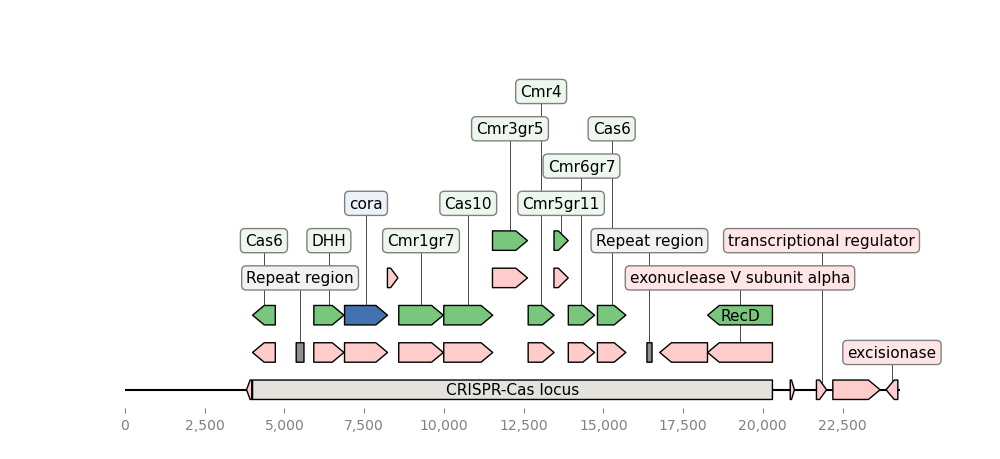 Cmr4
Cmr3gr5
Cas6
Cmr6gr7
cora
Cas10
Cmr5gr11
Cas6
DHH
Cmr1gr7
Repeat region
transcriptional regulator
Repeat region
exonuclease V subunit alpha
RecD
excisionase
CRISPR-Cas locus
0 2,500 5,000 7,500 10,000 12,500 15,000 17,500 20,000 22,500